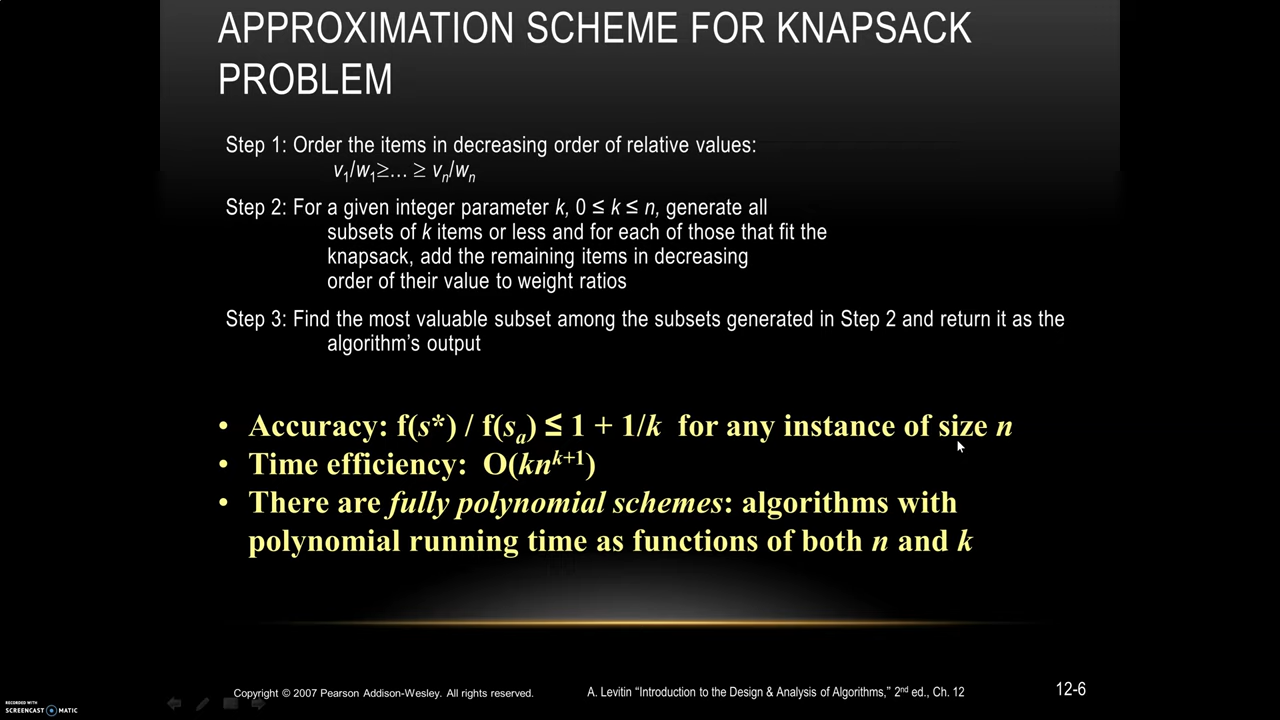 APPROXIMATION SCHEME FOR KNAPSACK
PROBLEM
Step 1: Order the items in decreasing order of relative values:
v1/w1≥… ≥ vn/wn
Step 2: For a given integer parameter k, 0 ≤ k ≤ n, generate all
subsets of k items or less and for each of those that fit the
knapsack, add the remaining items in decreasing
order of their value to weight ratios
Step 3: Find the most valuable subset among the subsets generated in Step 2 and return it as the
algorithm's output
• Accuracy: f(s*) / f(sa) ≤ 1 + 1/k for any instance of size n
• Time efficiency: O(kn^k+1)
• There are fully polynomial schemes: algorithms with
polynomial running time as functions of both n and k
Copyright © 2007 Pearson Addison-Wesley. All rights reserved.
A. Levitin “Introduction to the Design & Analysis of Algorithms,” 2nd ed., Ch. 12
12-6
RECORDED WITH
SCREENCAST MATIC